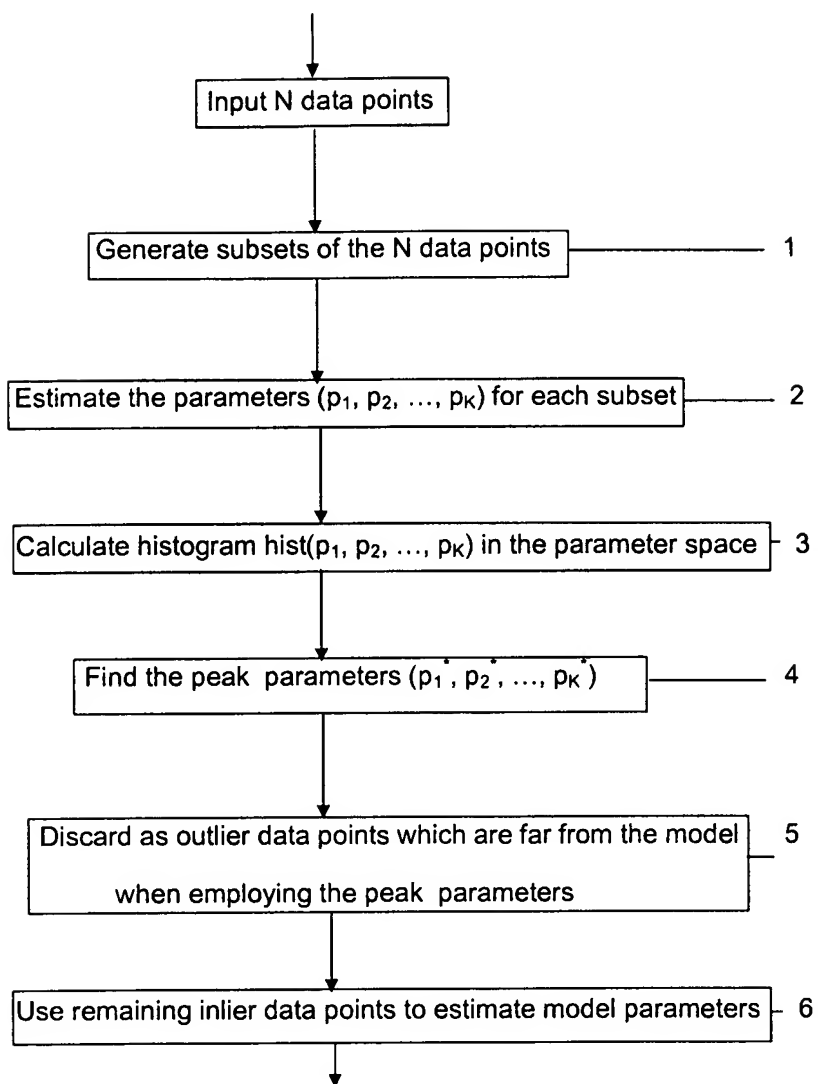 Input N data points
Generate subsets of the N data points 1
Estimate the parameters (p₁, p₂, …, pK) for each subset 2
Calculate histogram hist(p₁, p₂, …, pK) in the parameter space 3
Find the peak parameters (p₁*, p₂*, …, pK*) 4
Discard as outlier data points which are far from the model 5
when employing the peak parameters
Use remaining inlier data points to estimate model parameters 6